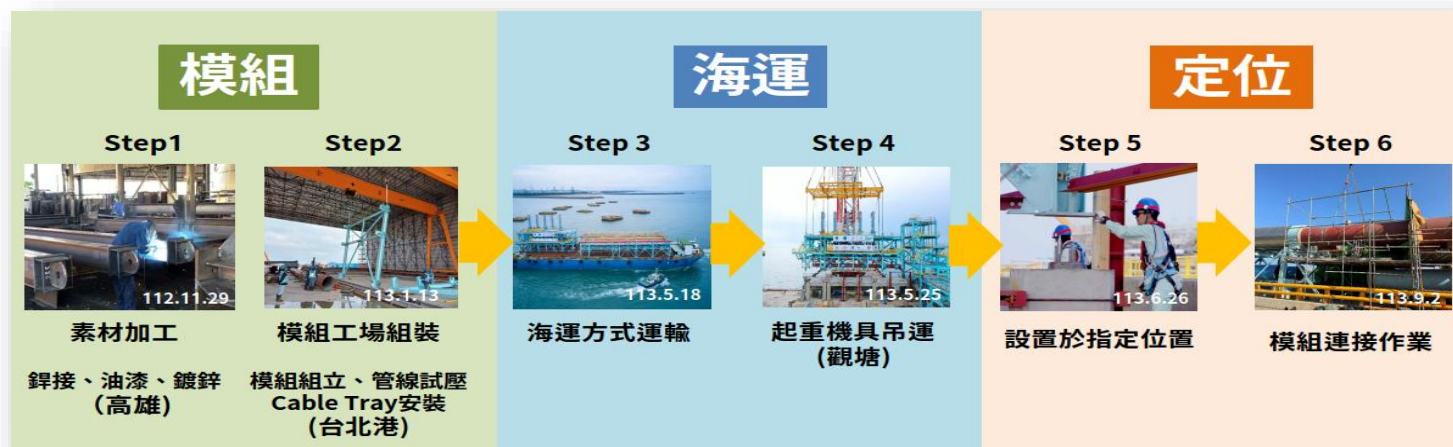 模組
Step1
112.11.29
素材加工
銲接、油漆、鍍鋅
(高雄)
Step2
113.1.13
模組工場組裝
模組組立、管線試壓
Cable Tray安裝
(台北港)
海運
Step 3
113.5.18
海運方式運輸
Step 4
113.5.25
起重機具吊運
(觀塘)
定位
Step 5
113.6.26
設置於指定位置
Step 6
113.9.2
模組連接作業